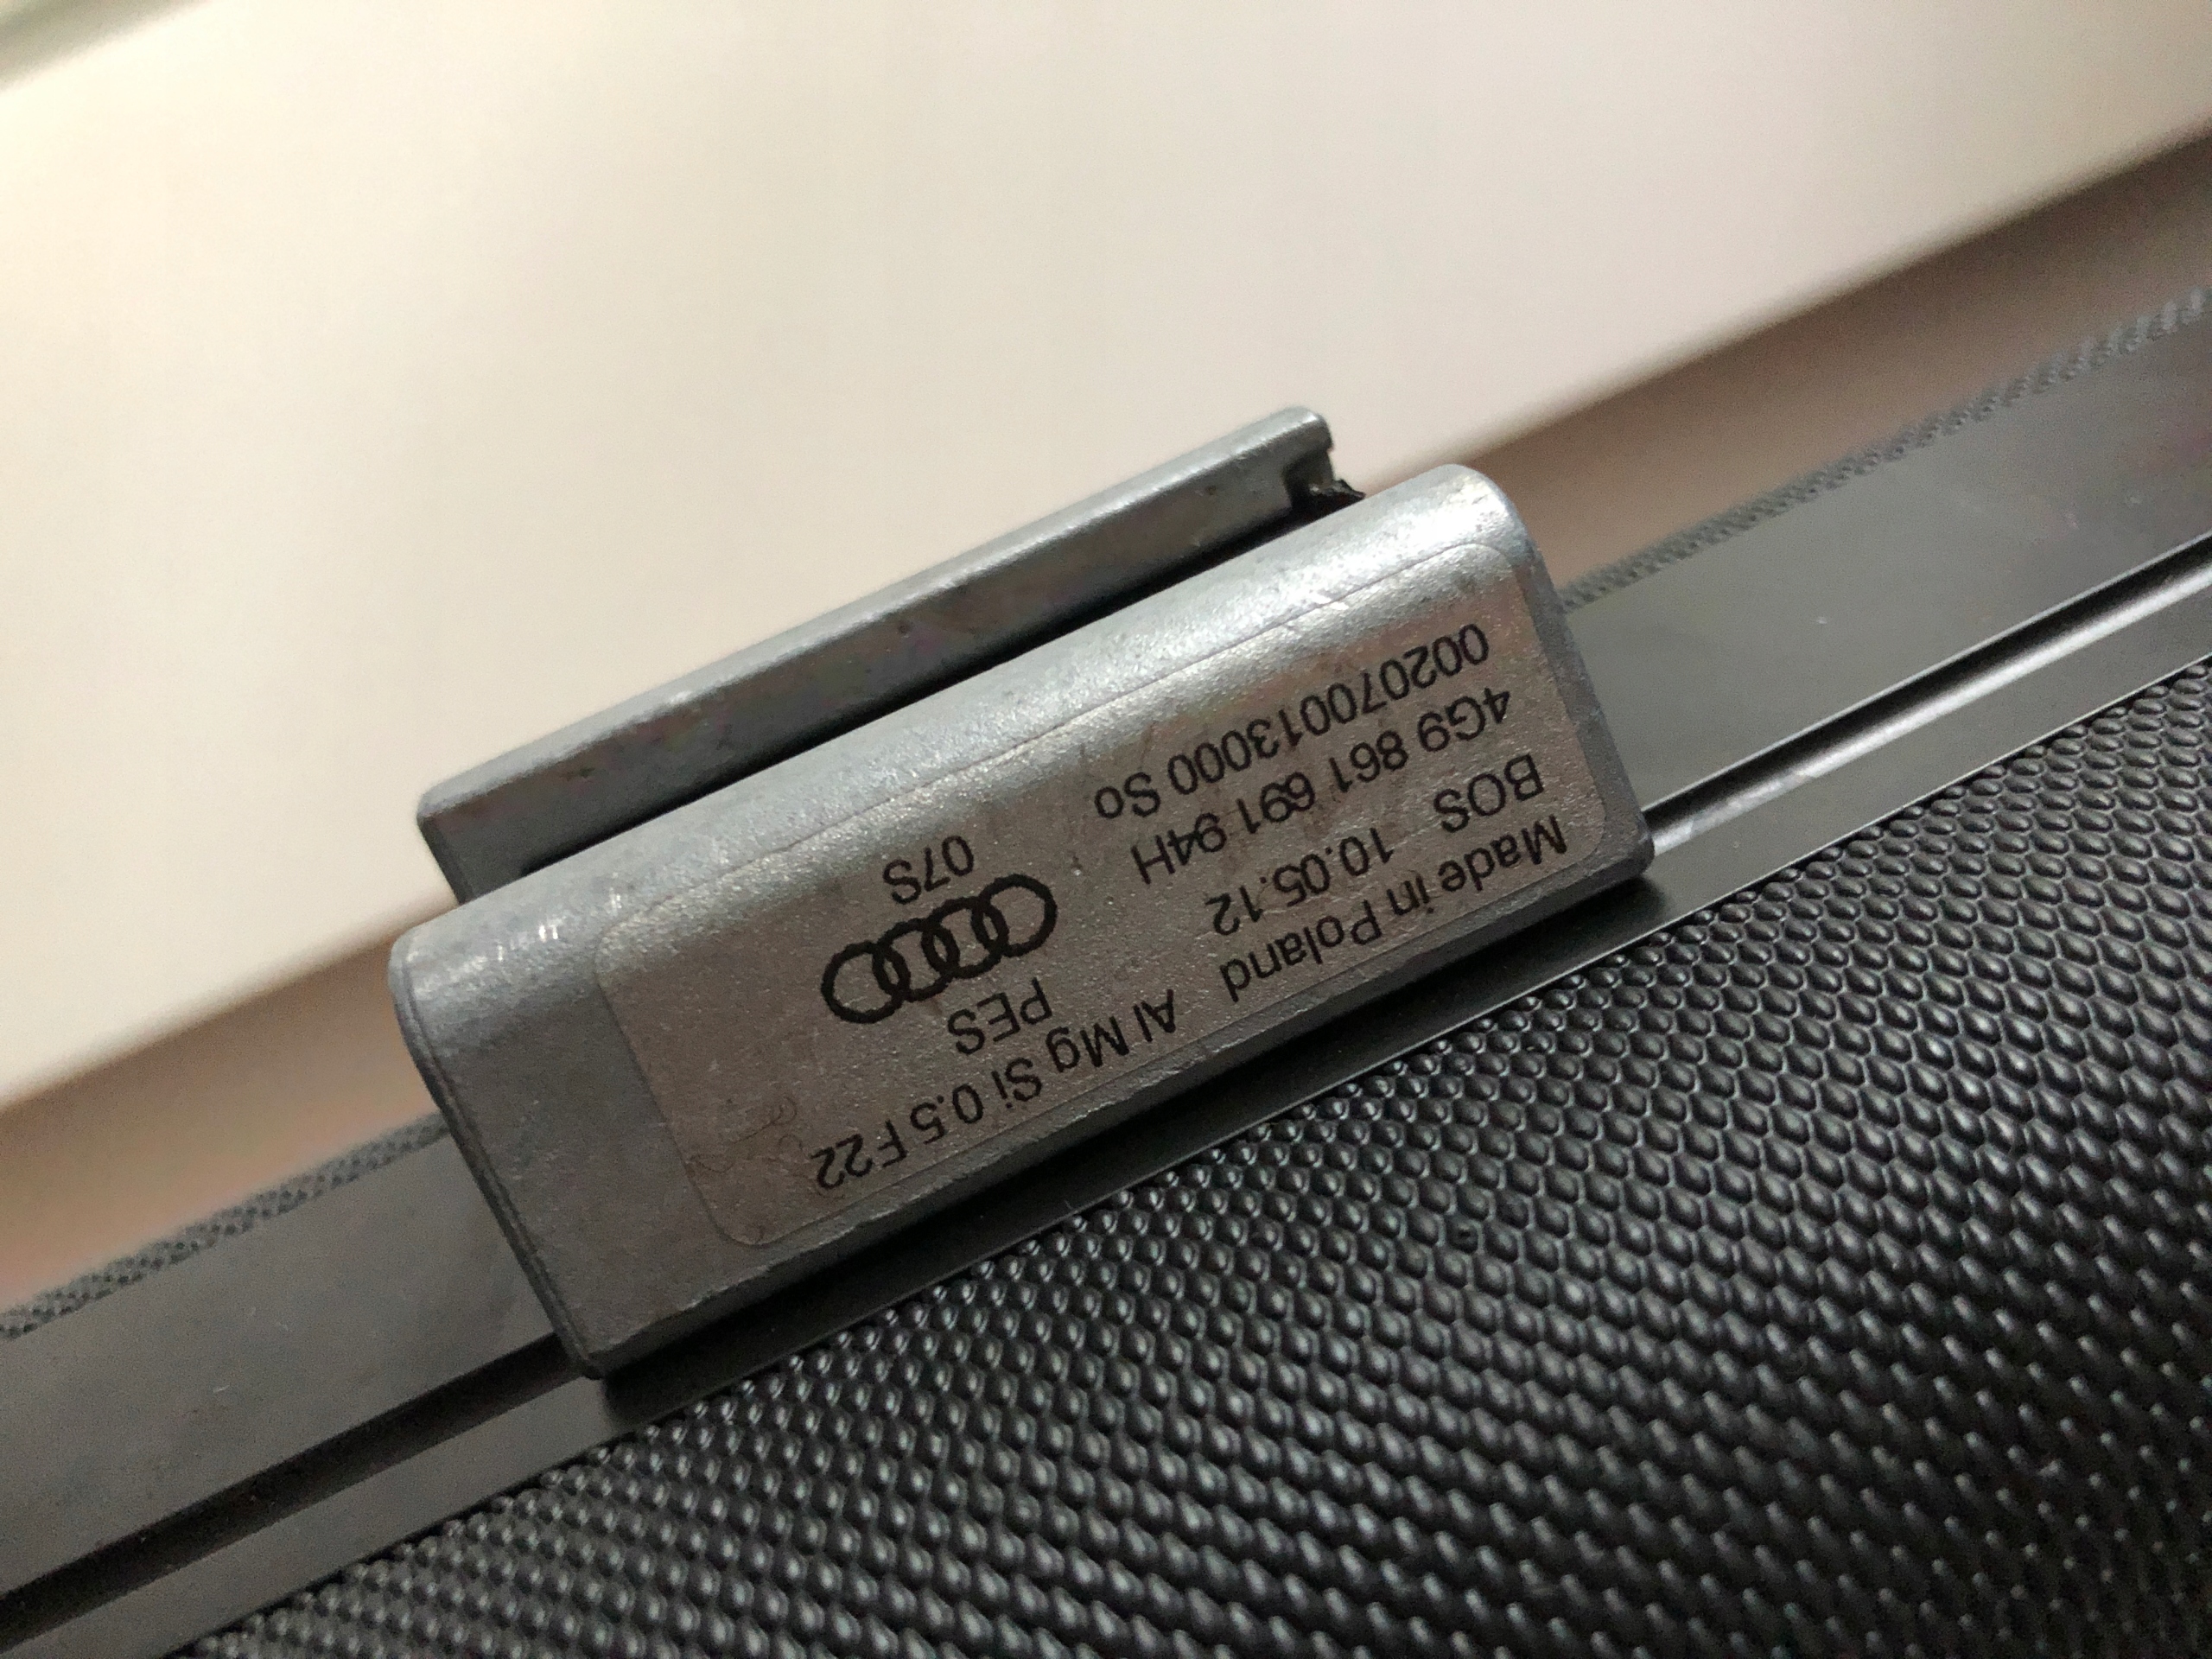 0020700130000 So
4G9 861 691 94H
07S
BOS 10.05.12
PES
Made in Poland Al Mg Si 0.5 F22